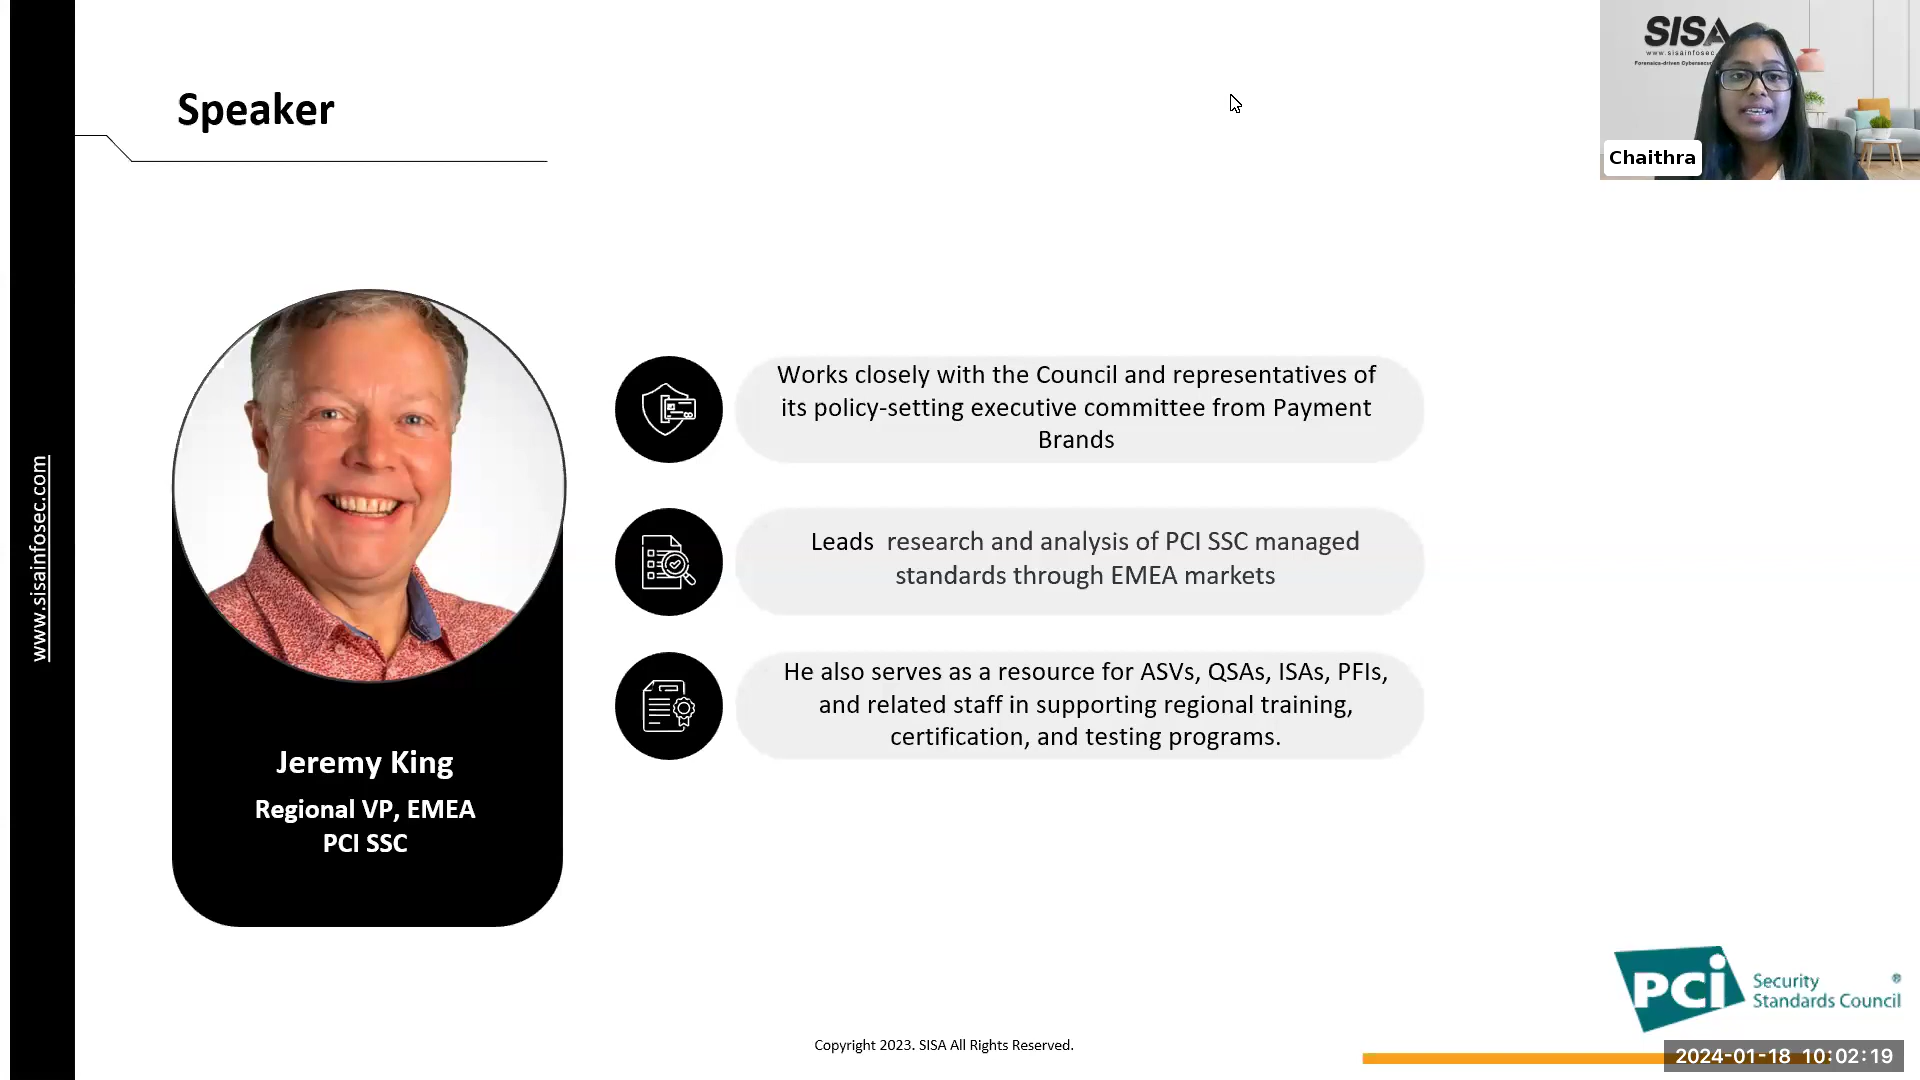 Speaker
SISA
www.sisainfosec.
Forensics-driven Cybersecur
Chaithra
www.sisainfosec.com
Works closely with the Council and representatives of
its policy-setting executive committee from Payment
Brands
Leads  research and analysis of PCI SSC managed
standards through EMEA markets
He also serves as a resource for ASVs, QSAs, ISAs, PFIs,
and related staff in supporting regional training,
certification, and testing programs.
Jeremy King
Regional VP, EMEA
PCI SSC
PCi Security
Standards Council ®
Copyright 2023. SISA All Rights Reserved.
2024-01-18 10:02:19